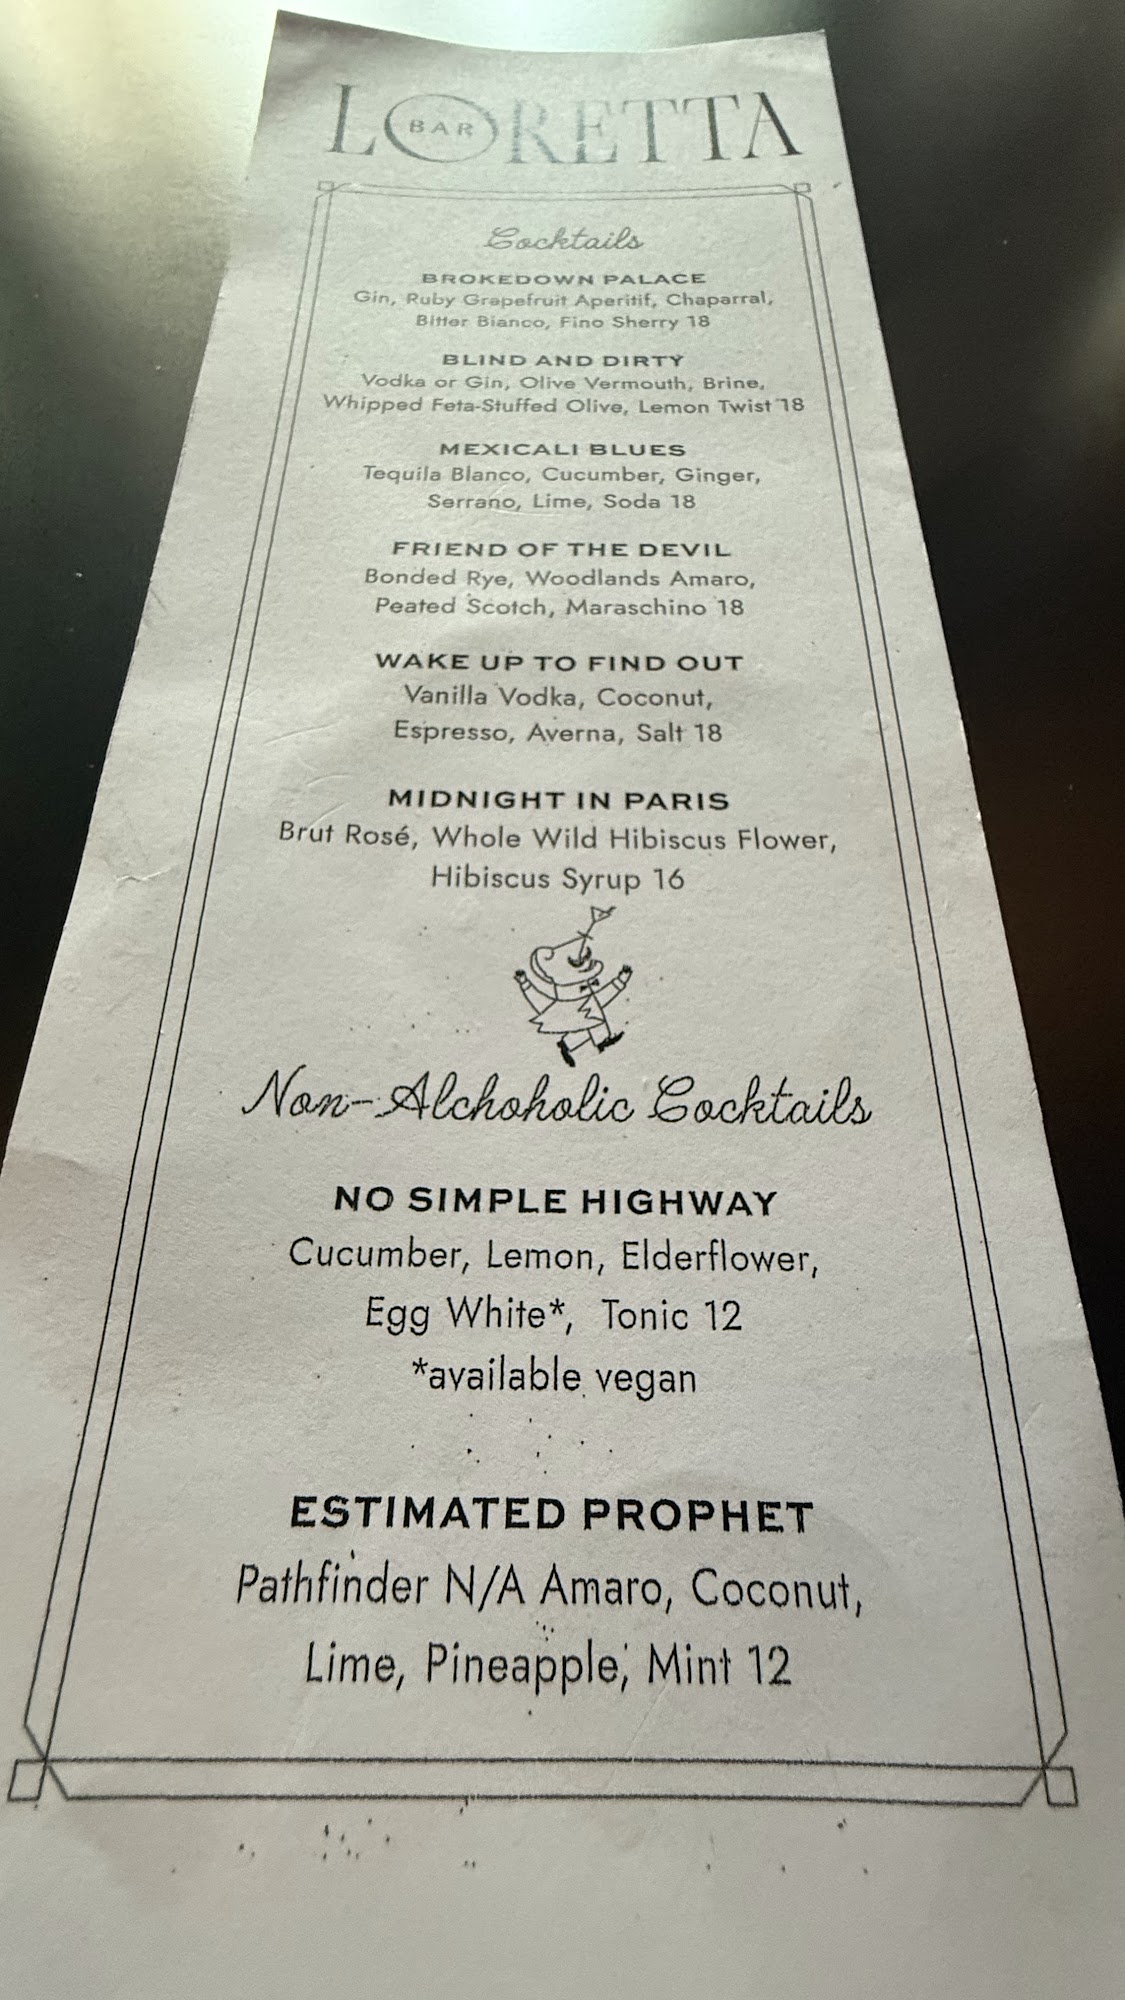 LORETTA
BAR
Cocktails
BROKEDOWN PALACE
Gin, Ruby Grapefruit Aperitif, Chaparral,
Bitter Bianco, Fino Sherry 18
BLIND AND DIRTY
Vodka or Gin, Olive Vermouth, Brine,
Whipped Feta-Stuffed Olive, Lemon Twist 18
MEXICALI BLUES
Tequila Blanco, Cucumber, Ginger,
Serrano, Lime, Soda 18
FRIEND OF THE DEVIL
Bonded Rye, Woodlands Amaro,
Peated Scotch, Maraschino 18
WAKE UP TO FIND OUT
Vanilla Vodka, Coconut,
Espresso, Averna, Salt 18
MIDNIGHT IN PARIS
Brut Rosé, Whole Wild Hibiscus Flower,
Hibiscus Syrup 16
Non-Alchoholic Cocktails
NO SIMPLE HIGHWAY
Cucumber, Lemon, Elderflower,
Egg White*, Tonic 12
*available vegan
ESTIMATED PROPHET
Pathfinder N/A Amaro, Coconut,
Lime, Pineapple, Mint 12